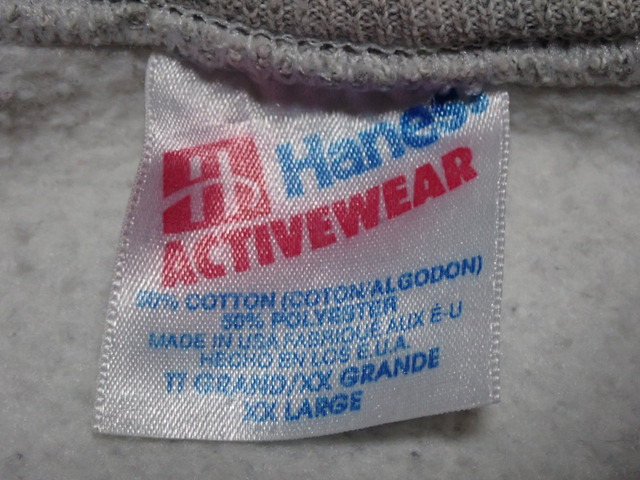 Hanes
ACTIVEWEAR
50% COTTON (COTON/ALGODON)
50% POLYESTER
MADE IN USA FABRIQUÉ AUX É-U
HECHO EN LOS E.U.A.
TT GRAND/XX GRANDE
XX LARGE